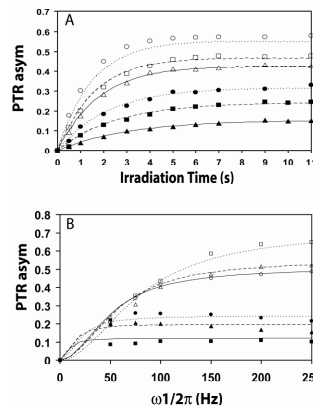 A
PTR asym
0.7
0.6
0.5
0.4
0.3
0.2
0.1
0
0 1 2 3 4 5 6 7 8 9 10 11
Irradiation Time (s)
B
PTR asym
0.8
0.7
0.6
0.5
0.4
0.3
0.2
0.1
0
0 50 100 150 200 250
ω1/2π (Hz)